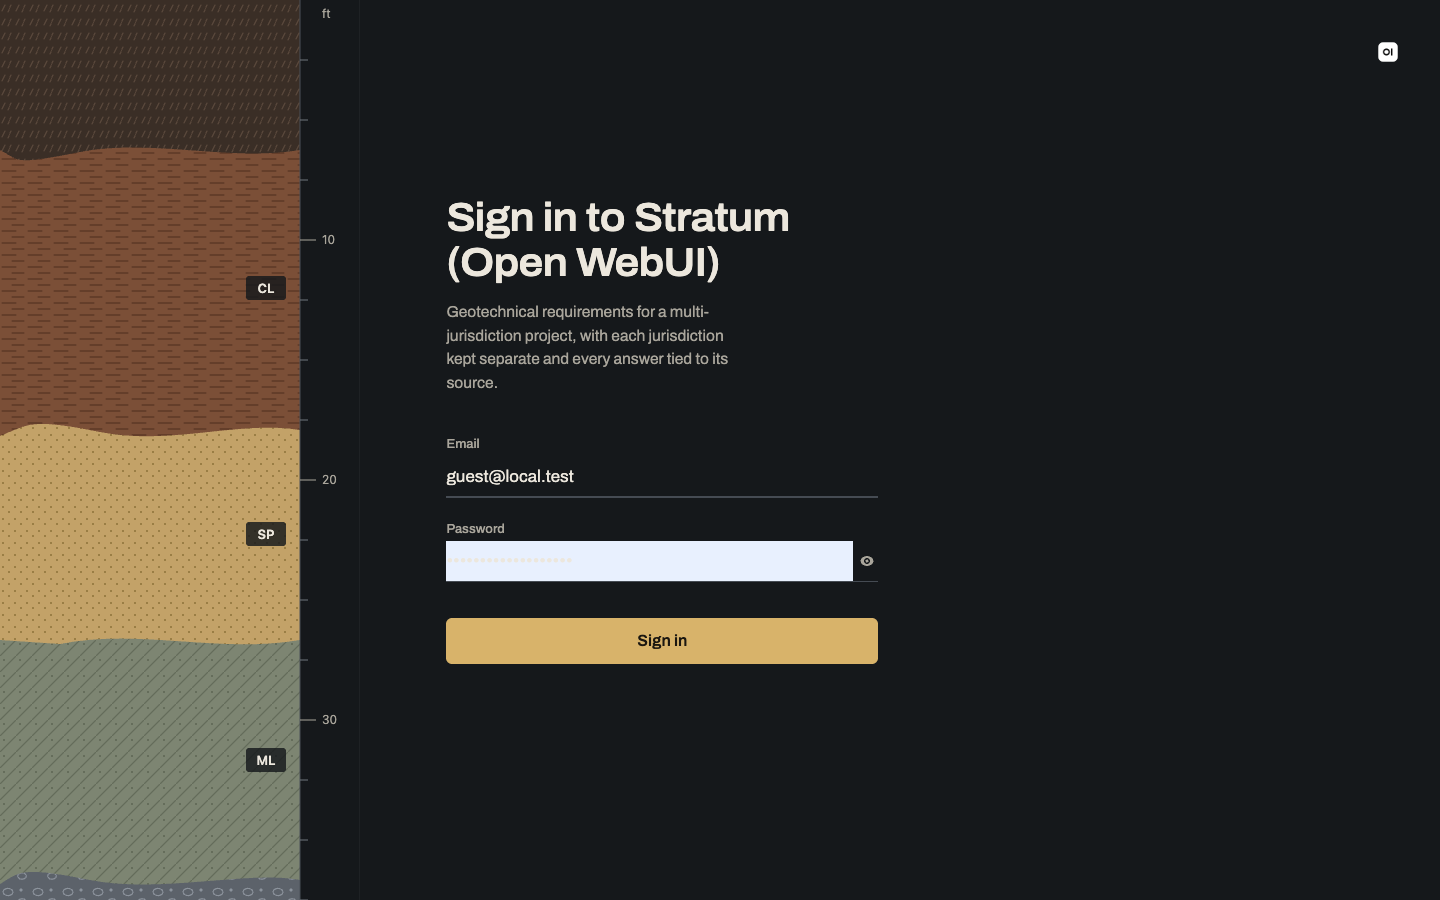 ft
OI
10
20
30
CL
SP
ML
Sign in to Stratum
(Open WebUI)
Geotechnical requirements for a multi-
jurisdiction project, with each jurisdiction
kept separate and every answer tied to its
source.
Email
guest@local.test
Password
Sign in